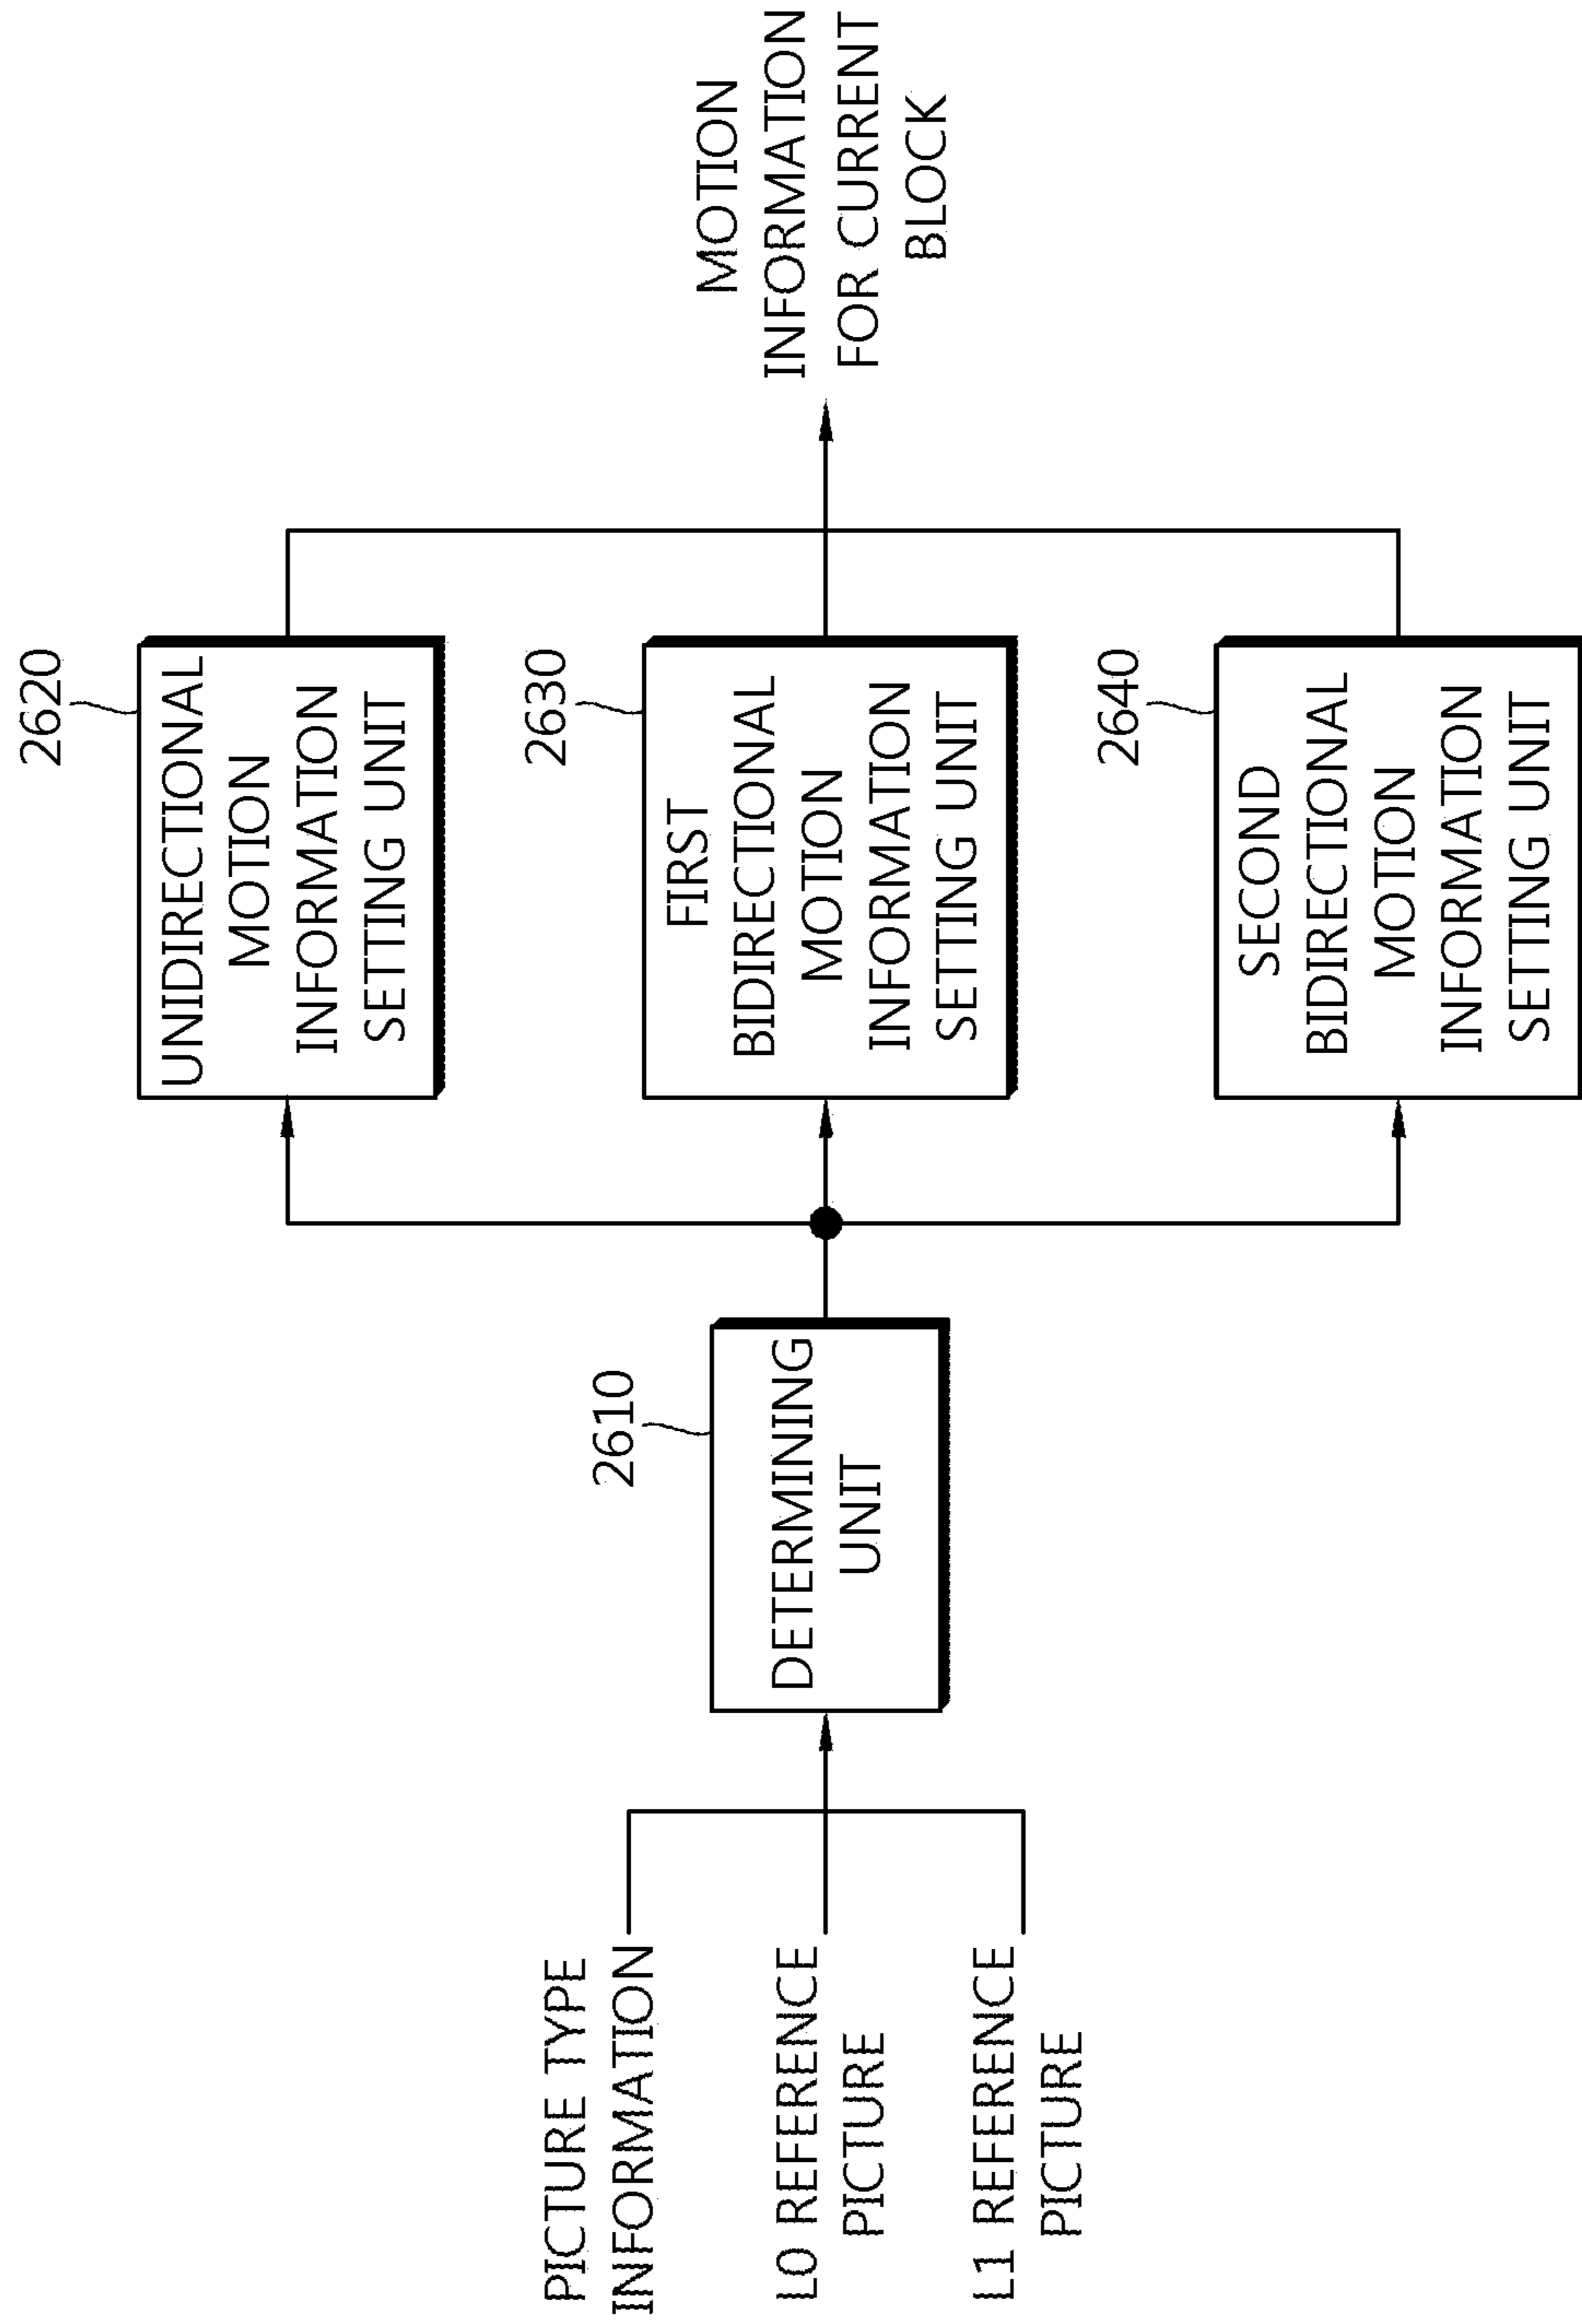 PICTURE TYPE
INFORMATION
L0 REFERENCE
PICTURE
L1 REFERENCE
PICTURE
2610
DETERMINING
UNIT
2620
UNIDIRECTIONAL
MOTION
INFORMATION
SETTING UNIT
2630
FIRST
BIDIRECTIONAL
MOTION
INFORMATION
SETTING UNIT
2640
SECOND
BIDIRECTIONAL
MOTION
INFORMATION
SETTING UNIT
MOTION
INFORMATION
FOR CURRENT
BLOCK